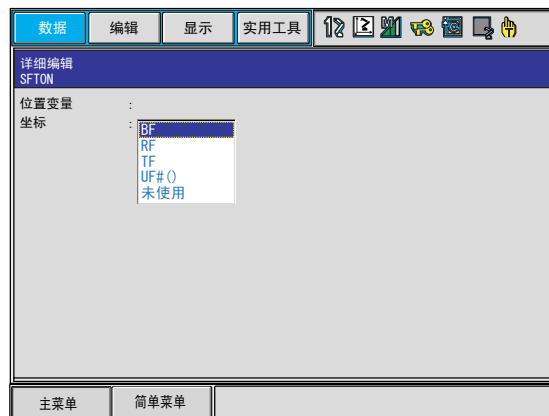 数据 编辑 显示 实用工具
详细编辑
SFTON
位置变量 :
坐标 : BF
RF
TF
UF#()
未使用
主菜单 简单菜单